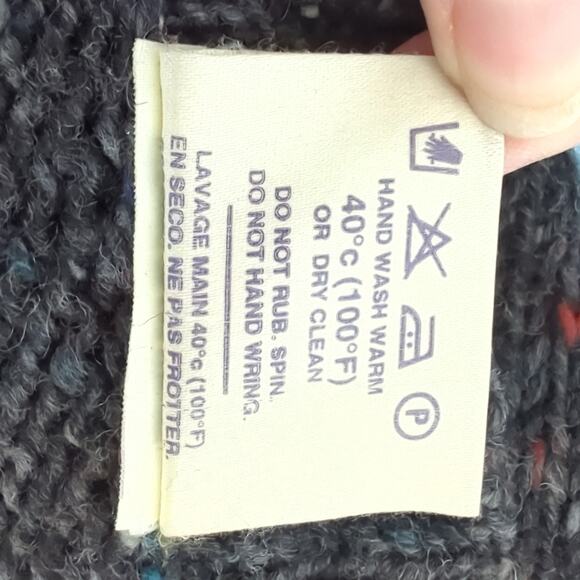 P
HAND WASH WARM
40°c (100°F)
OR DRY CLEAN
DO NOT RUB. SPIN.
DO NOT HAND WRING.
LAVAGE MAIN 40°c (100°F)
EN SECO. NE PAS FROTTER.